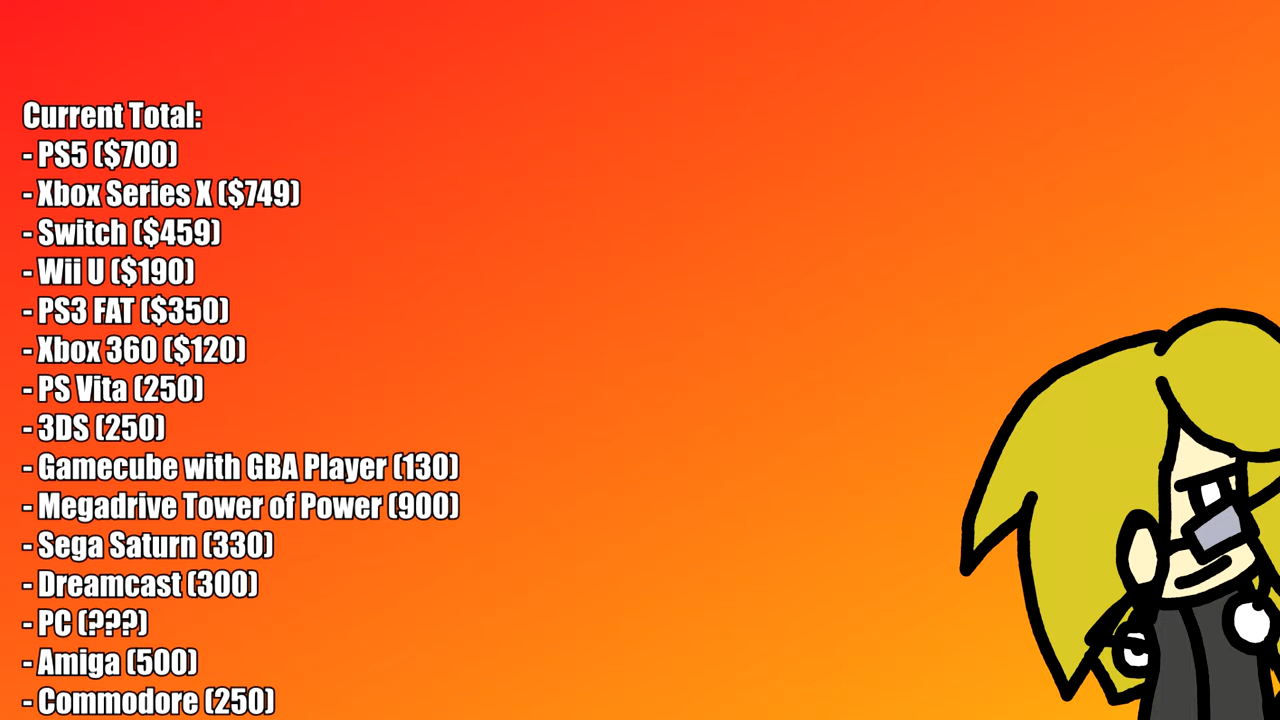 Current Total:
- PS5 ($700)
- Xbox Series X ($749)
- Switch ($459)
- Wii U ($190)
- PS3 FAT ($350)
- Xbox 360 ($120)
- PS Vita (250)
- 3DS (250)
- Gamecube with GBA Player (130)
- Megadrive Tower of Power (900)
- Sega Saturn (330)
- Dreamcast (300)
- PC (???)
- Amiga (500)
- Commodore (250)